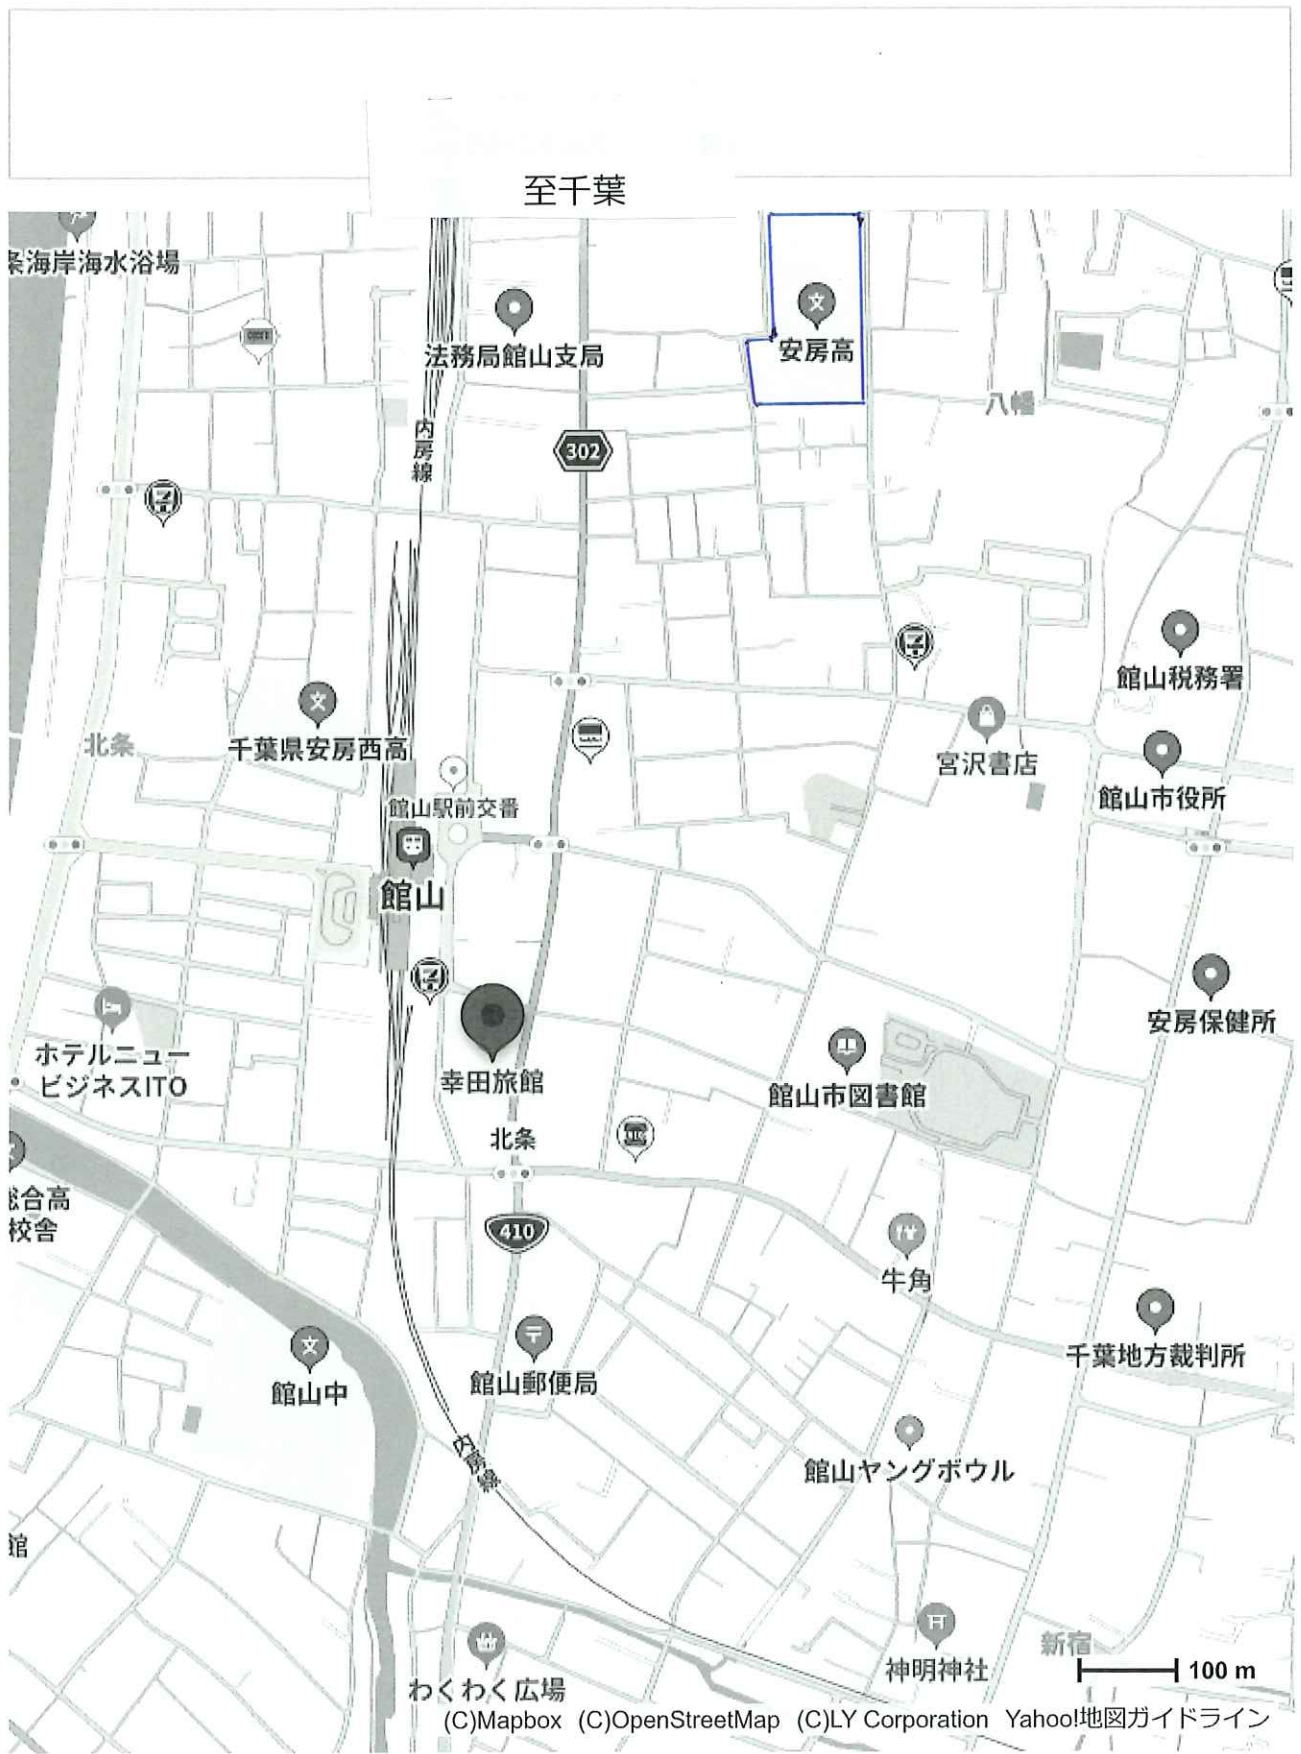 至千葉
条海岸海水浴場
法務局館山支局
安房高
八幡
内房線
302
館山税務署
北条
千葉県安房西高
宮沢書店
館山市役所
館山駅前交番
館山
安房保健所
ホテルニュー
ビジネスITO
幸田旅館
館山市図書館
北条
総合高
校舎
410
牛角
千葉地方裁判所
館山中
館山郵便局
内房線
館山ヤングボウル
館
神明神社
新宿
100 m
わくわく広場
(C)Mapbox (C)OpenStreetMap (C)LY Corporation Yahoo!地図ガイドライン